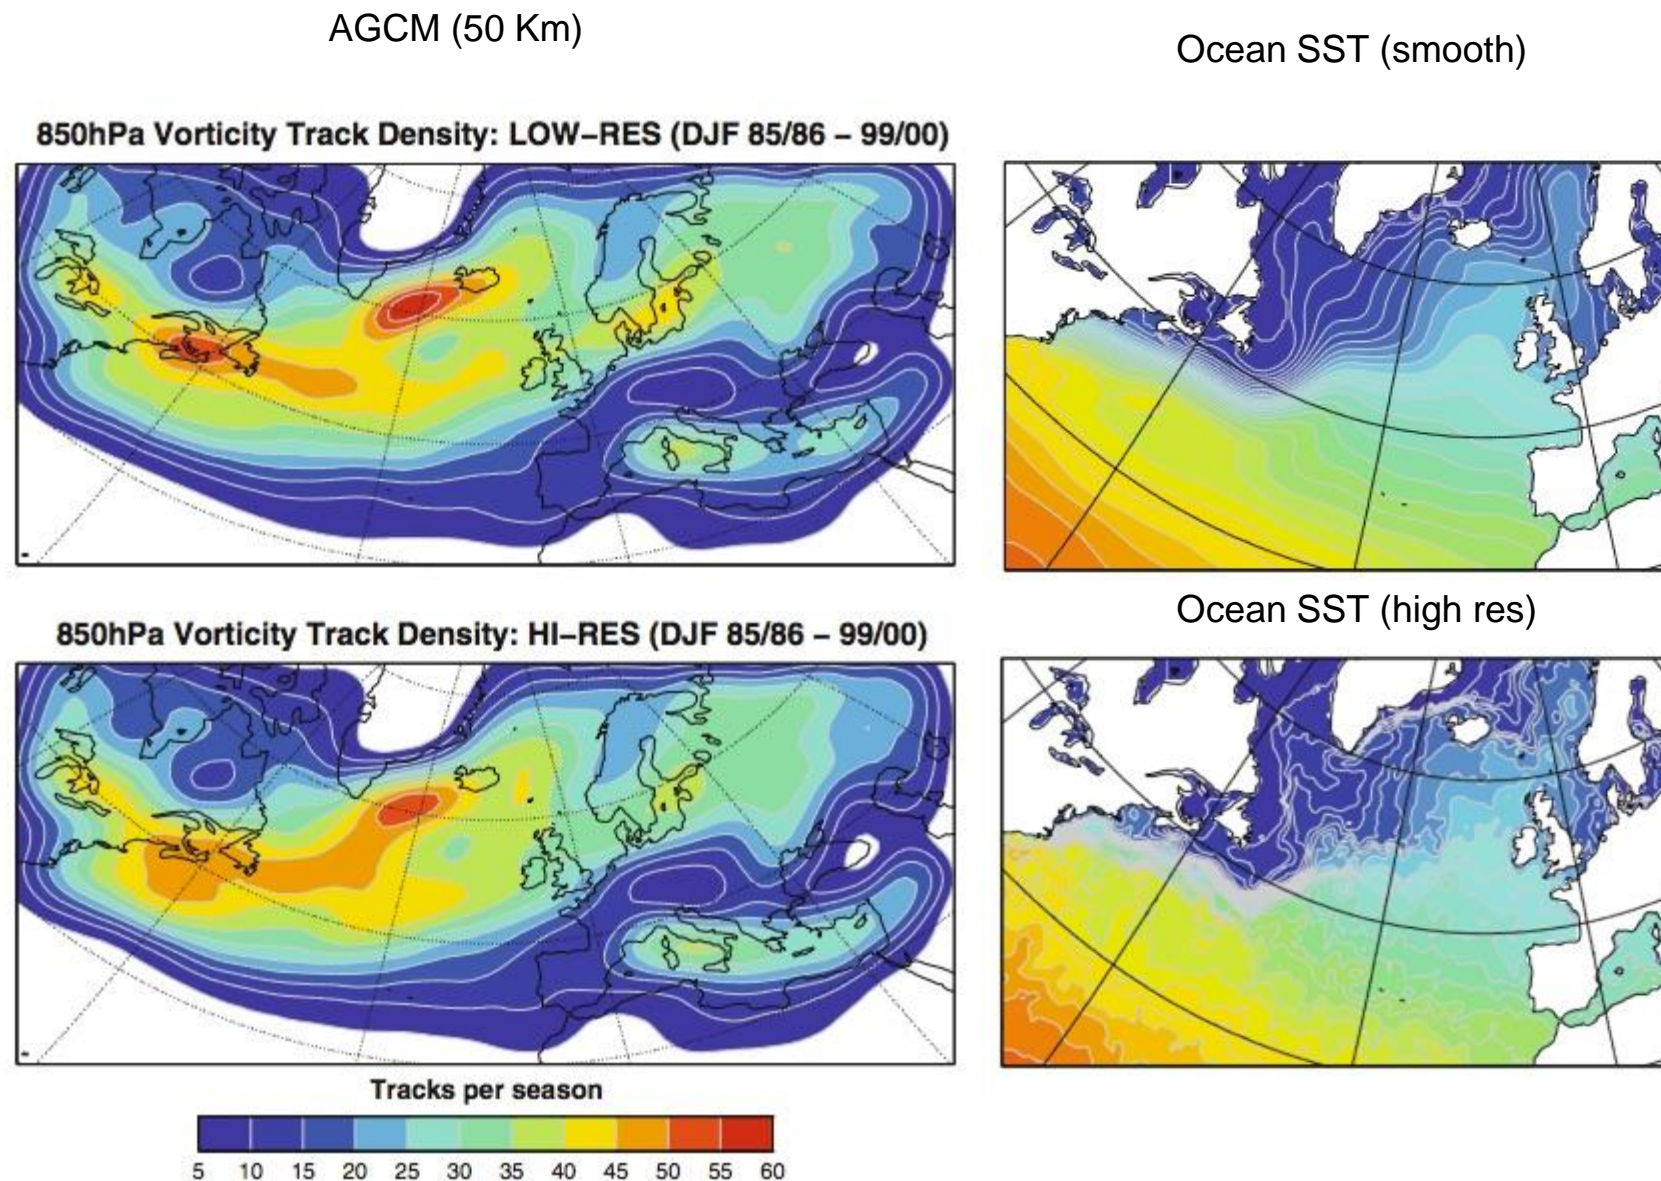 AGCM (50 Km)
Ocean SST (smooth)
850hPa Vorticity Track Density: LOW–RES (DJF 85/86 – 99/00)
Ocean SST (high res)
850hPa Vorticity Track Density: HI–RES (DJF 85/86 – 99/00)
Tracks per season
5 10 15 20 25 30 35 40 45 50 55 60